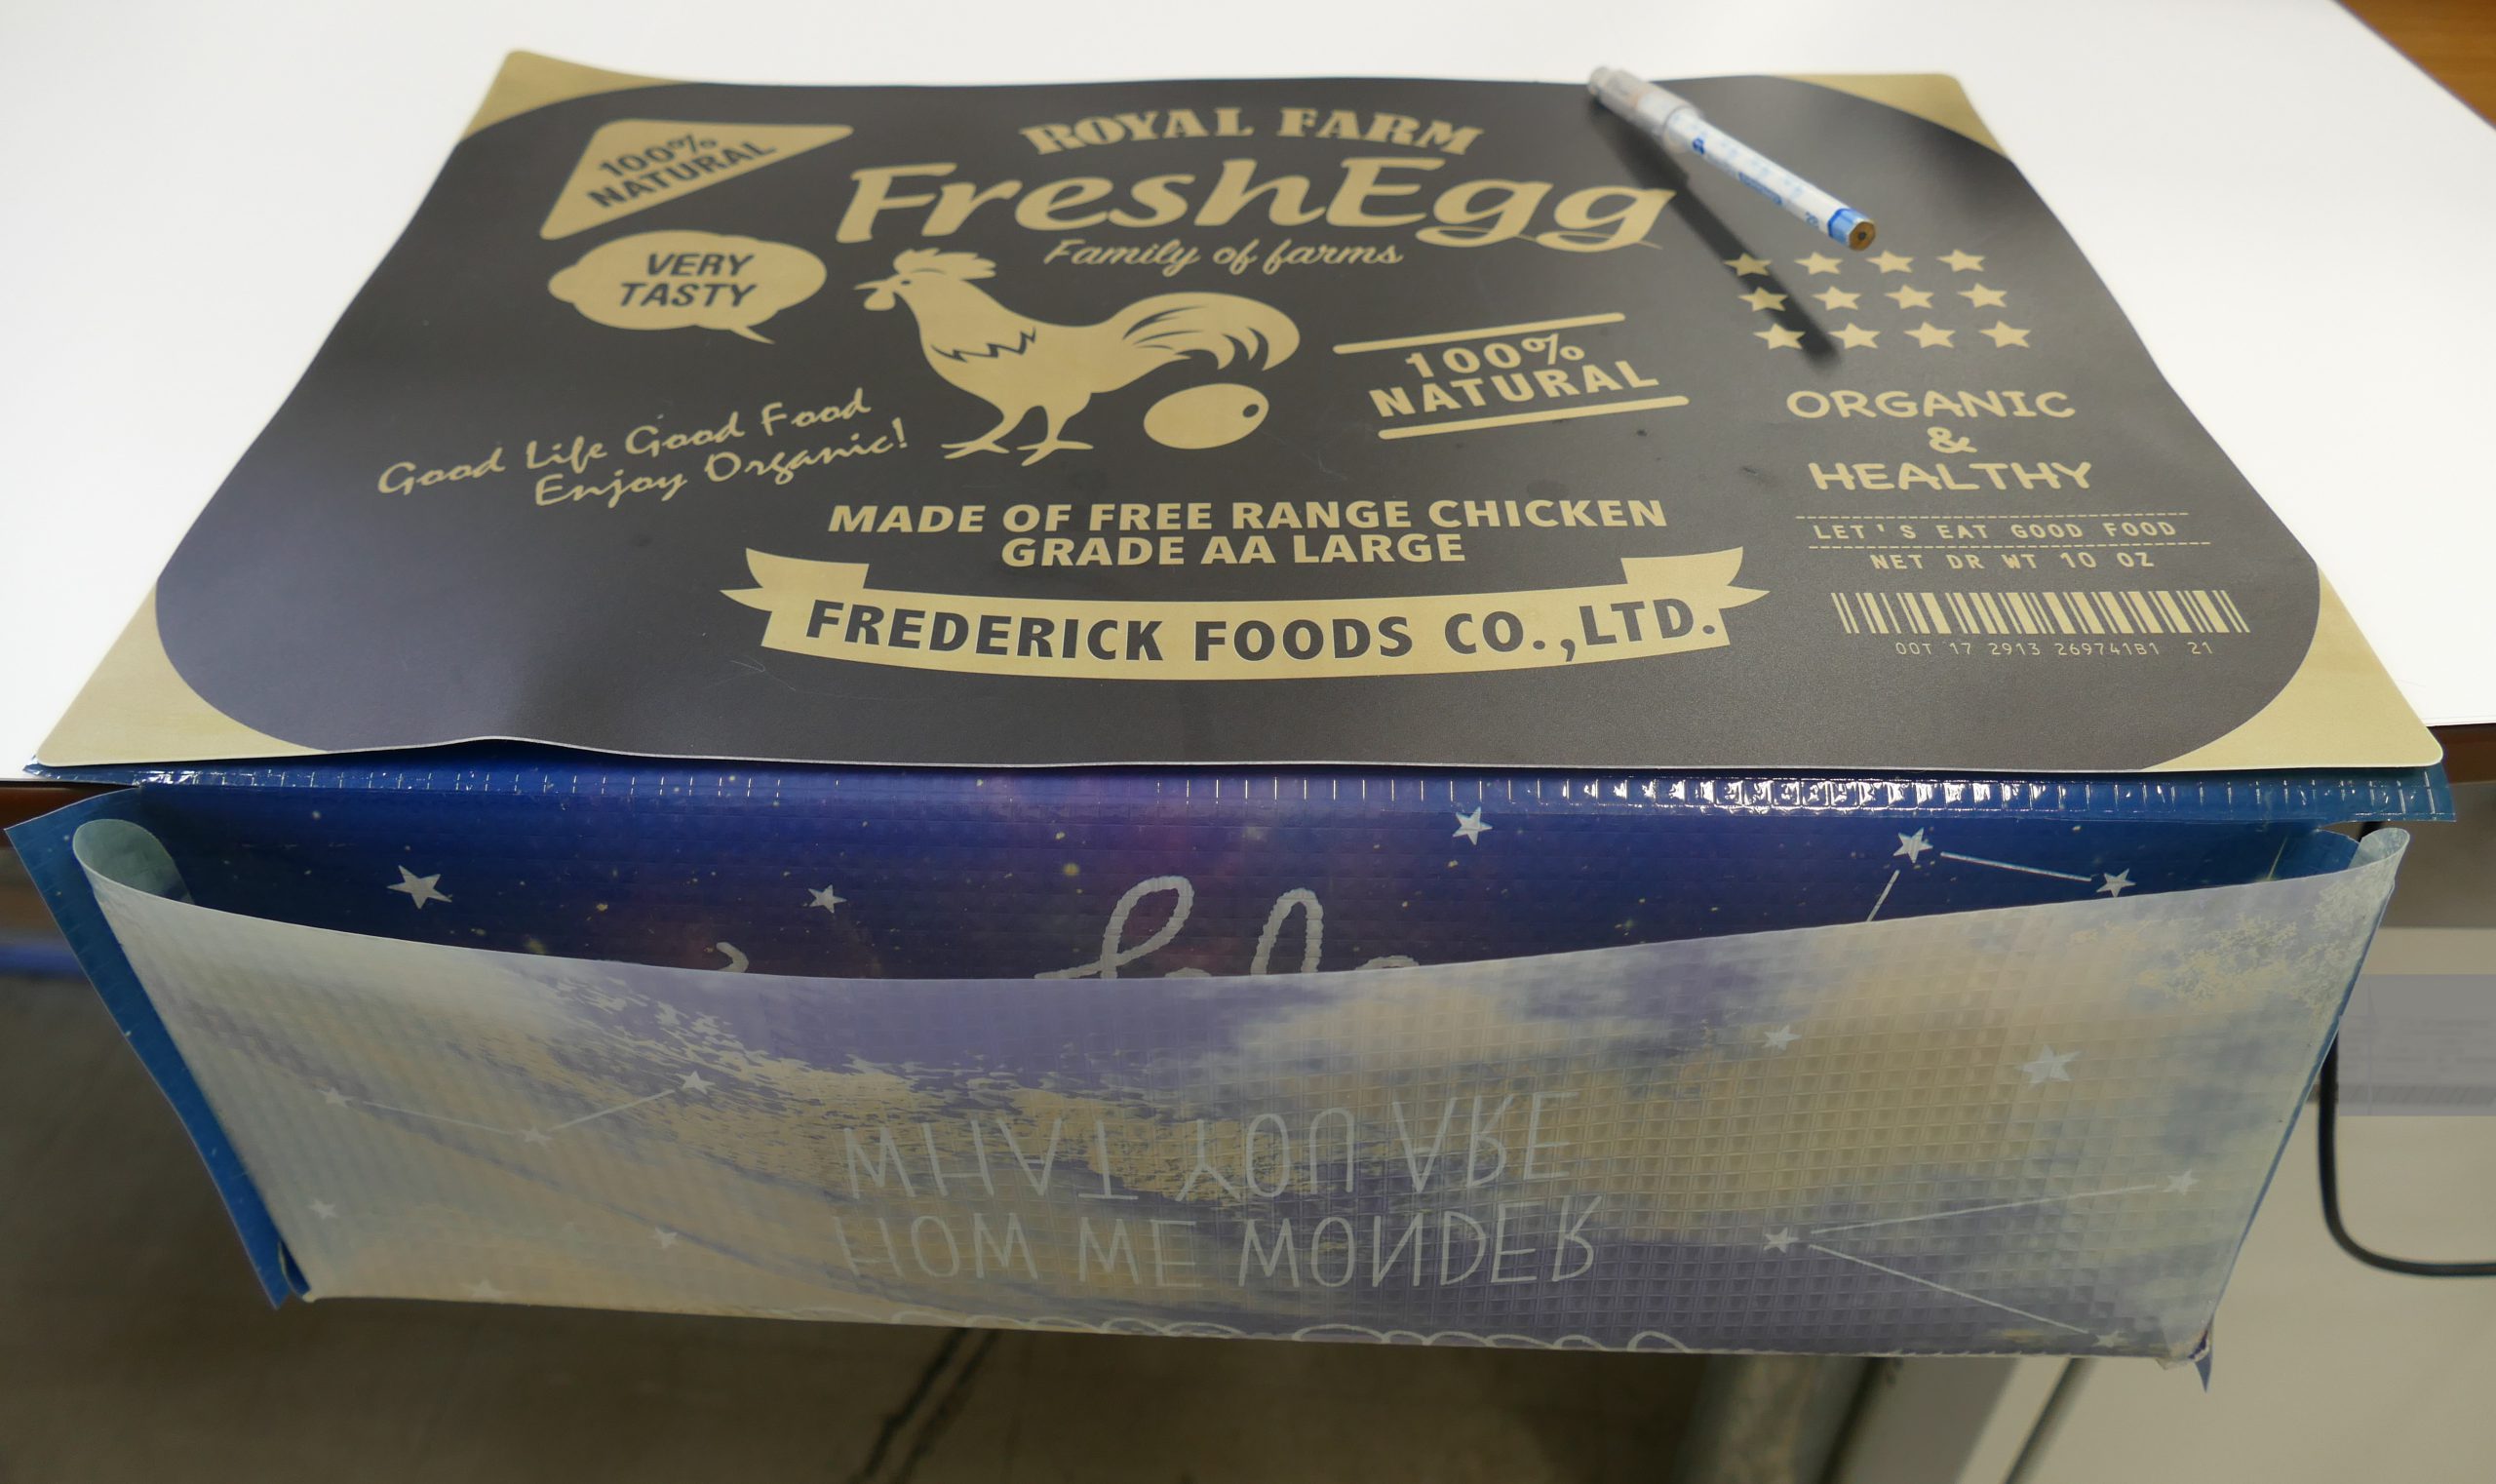 100%
NATURAL
ROYAL FARM
FreshEgg
Family of farms
VERY
TASTY
100%
NATURAL
Good Life Good Food
Enjoy Organic!
ORGANIC
&
HEALTHY
MADE OF FREE RANGE CHICKEN
GRADE AA LARGE
LET'S EAT GOOD FOOD
NET DR WT 10 OZ
FREDERICK FOODS CO.,LTD.
OOT 17 2913 26974181 21
WHAT YOU ARE
HOW WE WONDER